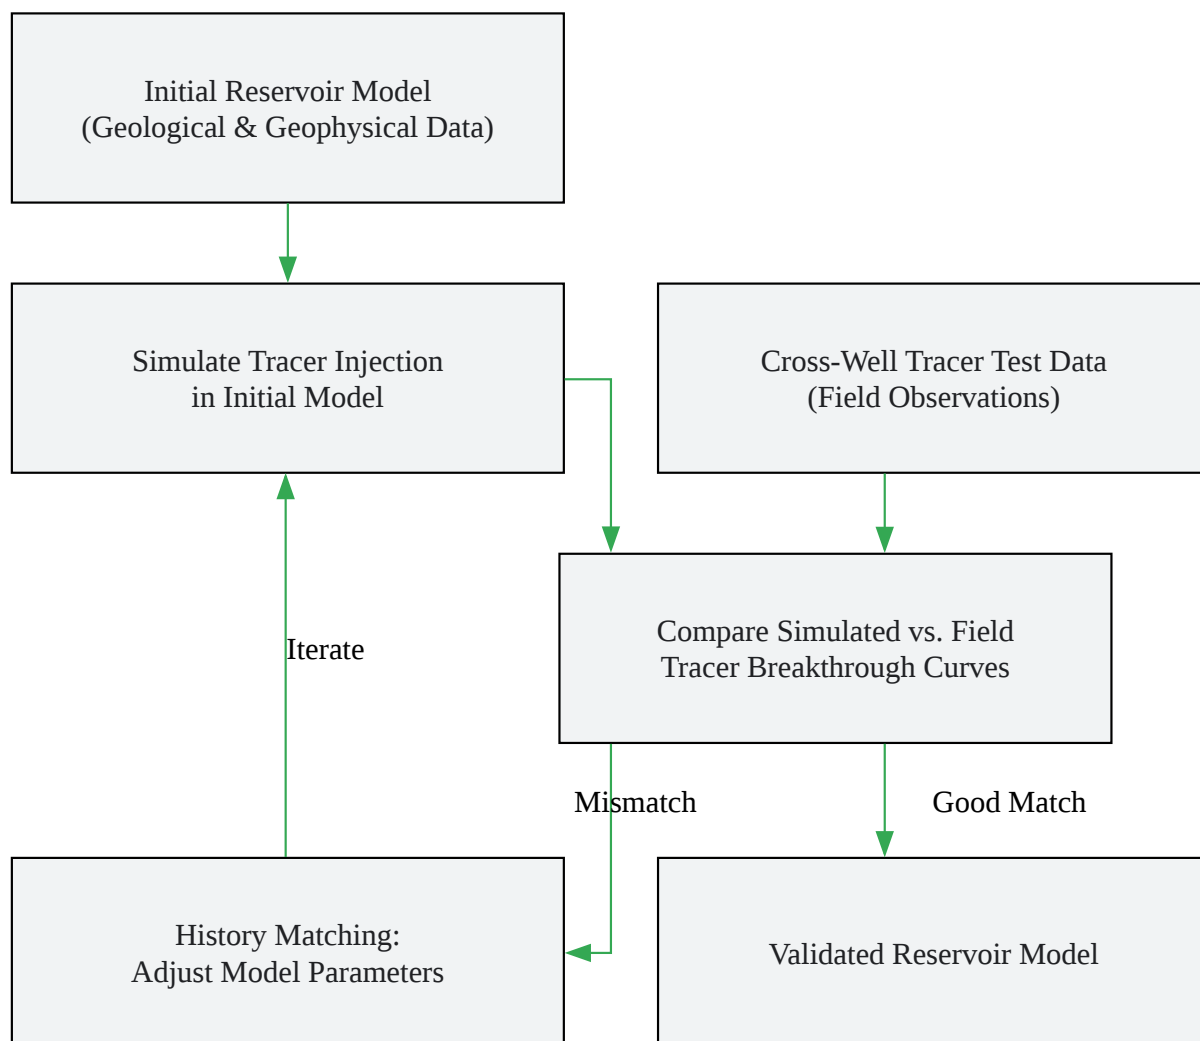 Initial Reservoir Model
(Geological & Geophysical Data)
Simulate Tracer Injection
in Initial Model
Cross-Well Tracer Test Data
(Field Observations)
Compare Simulated vs. Field
Tracer Breakthrough Curves
Iterate
Mismatch
Good Match
History Matching:
Adjust Model Parameters
Validated Reservoir Model